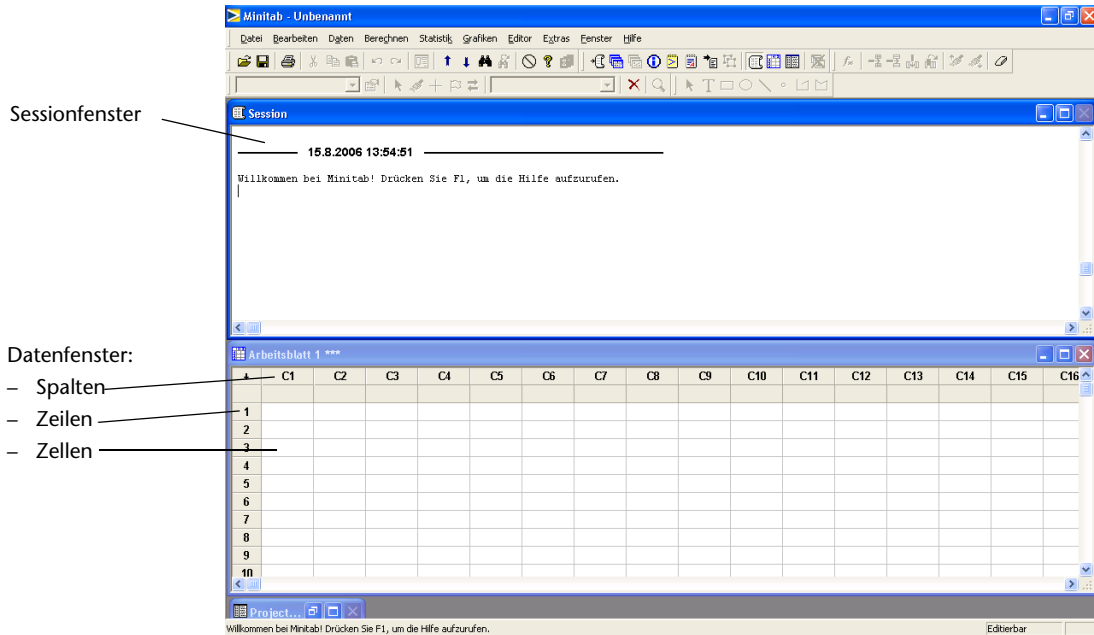 Minitab - Unbenannt
Datei Bearbeiten Daten Berechnen Statistik Grafiken Editor Extras Fenster Hilfe
Sessionfenster
Session
15.8.2006 13:54:51
Willkommen bei Minitab! Drücken Sie F1, um die Hilfe aufzurufen.
Datenfenster:
– Spalten
– Zeilen
– Zellen
Arbeitsblatt 1 ***
C1 C2 C3 C4 C5 C6 C7 C8 C9 C10 C11 C12 C13 C14 C15 C16
1
2
3
4
5
6
7
8
9
10
Project...
Willkommen bei Minitab! Drücken Sie F1, um die Hilfe aufzurufen. Editierbar